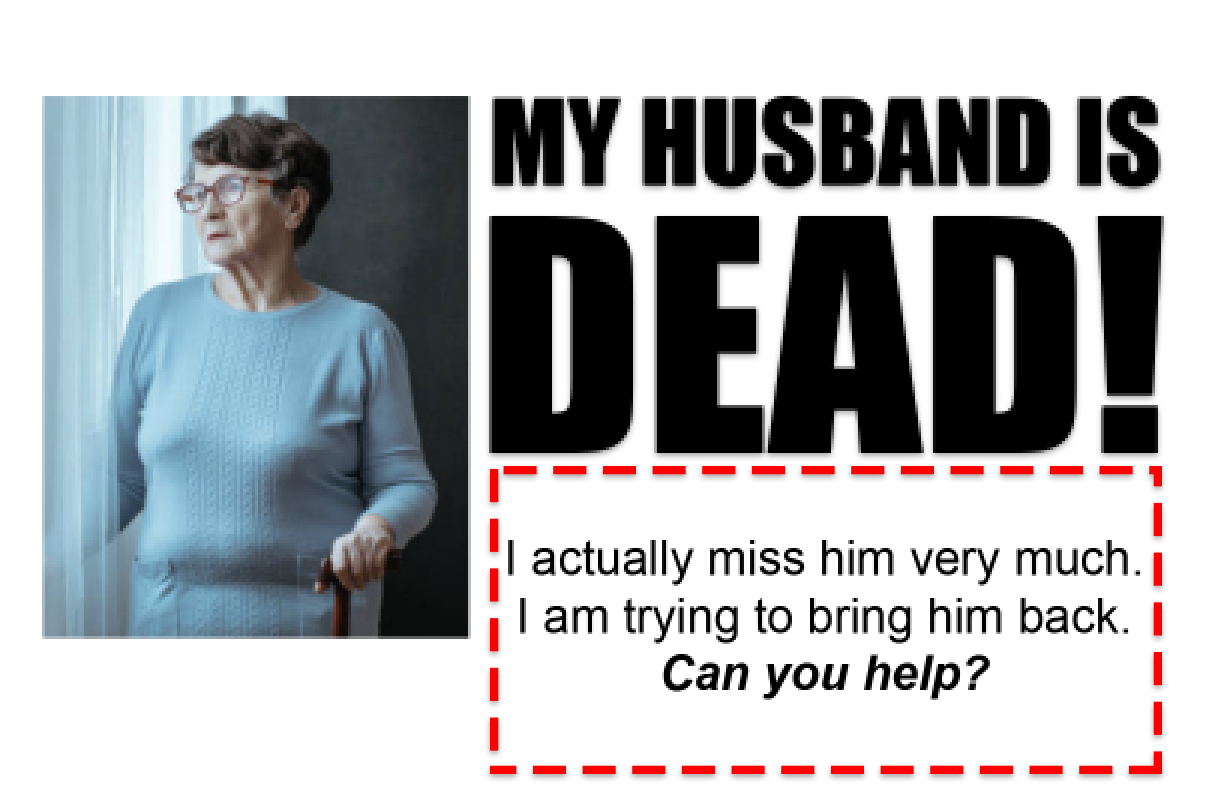 MY HUSBAND IS
DEAD!
I actually miss him very much.
I am trying to bring him back.
Can you help?